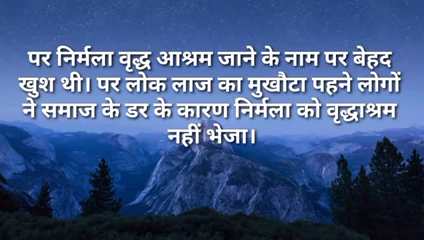 पर निर्मला वृद्ध आश्रम जाने के नाम पर बेहद
खुश थी। पर लोक लाज का मुखौटा पहने लोगों
ने समाज के डर के कारण निर्मला को वृद्धाश्रम
नहीं भेजा।